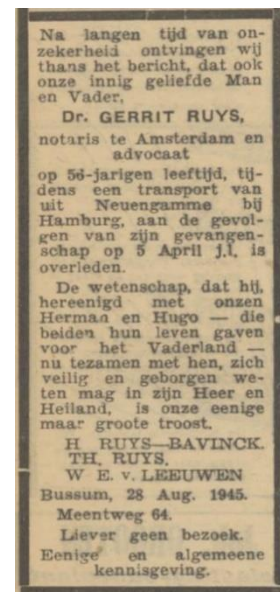 Na langen tijd van on-
zekerheid ontvingen wij
thans het bericht, dat ook
onze innig geliefde Man
en Vader,
Dr. GERRIT RUYS,
notaris te Amsterdam en
advocaat
op 56-jarigen leeftijd, tij-
dens een transport van
uit Neuengamme bij
Hamburg, aan de gevol-
gen van zijn gevangen-
schap op 5 April j.l. is
overleden.
De wetenschap, dat hij,
hereenigd met onzen
Herman en Hugo — die
beiden hun leven gaven
voor het Vaderland —
nu tezamen met hen, zich
veilig en geborgen we-
ten mag in zijn Heer en
Heiland, is onze eenige
maar groote troost.
H RUYS—BAVINCK.
TH. RUYS.
W E. v. LEEUWEN
Bussum, 28 Aug. 1945.
Meentweg 64.
Liever geen bezoek.
Eenige en algemeene
kennisgeving.